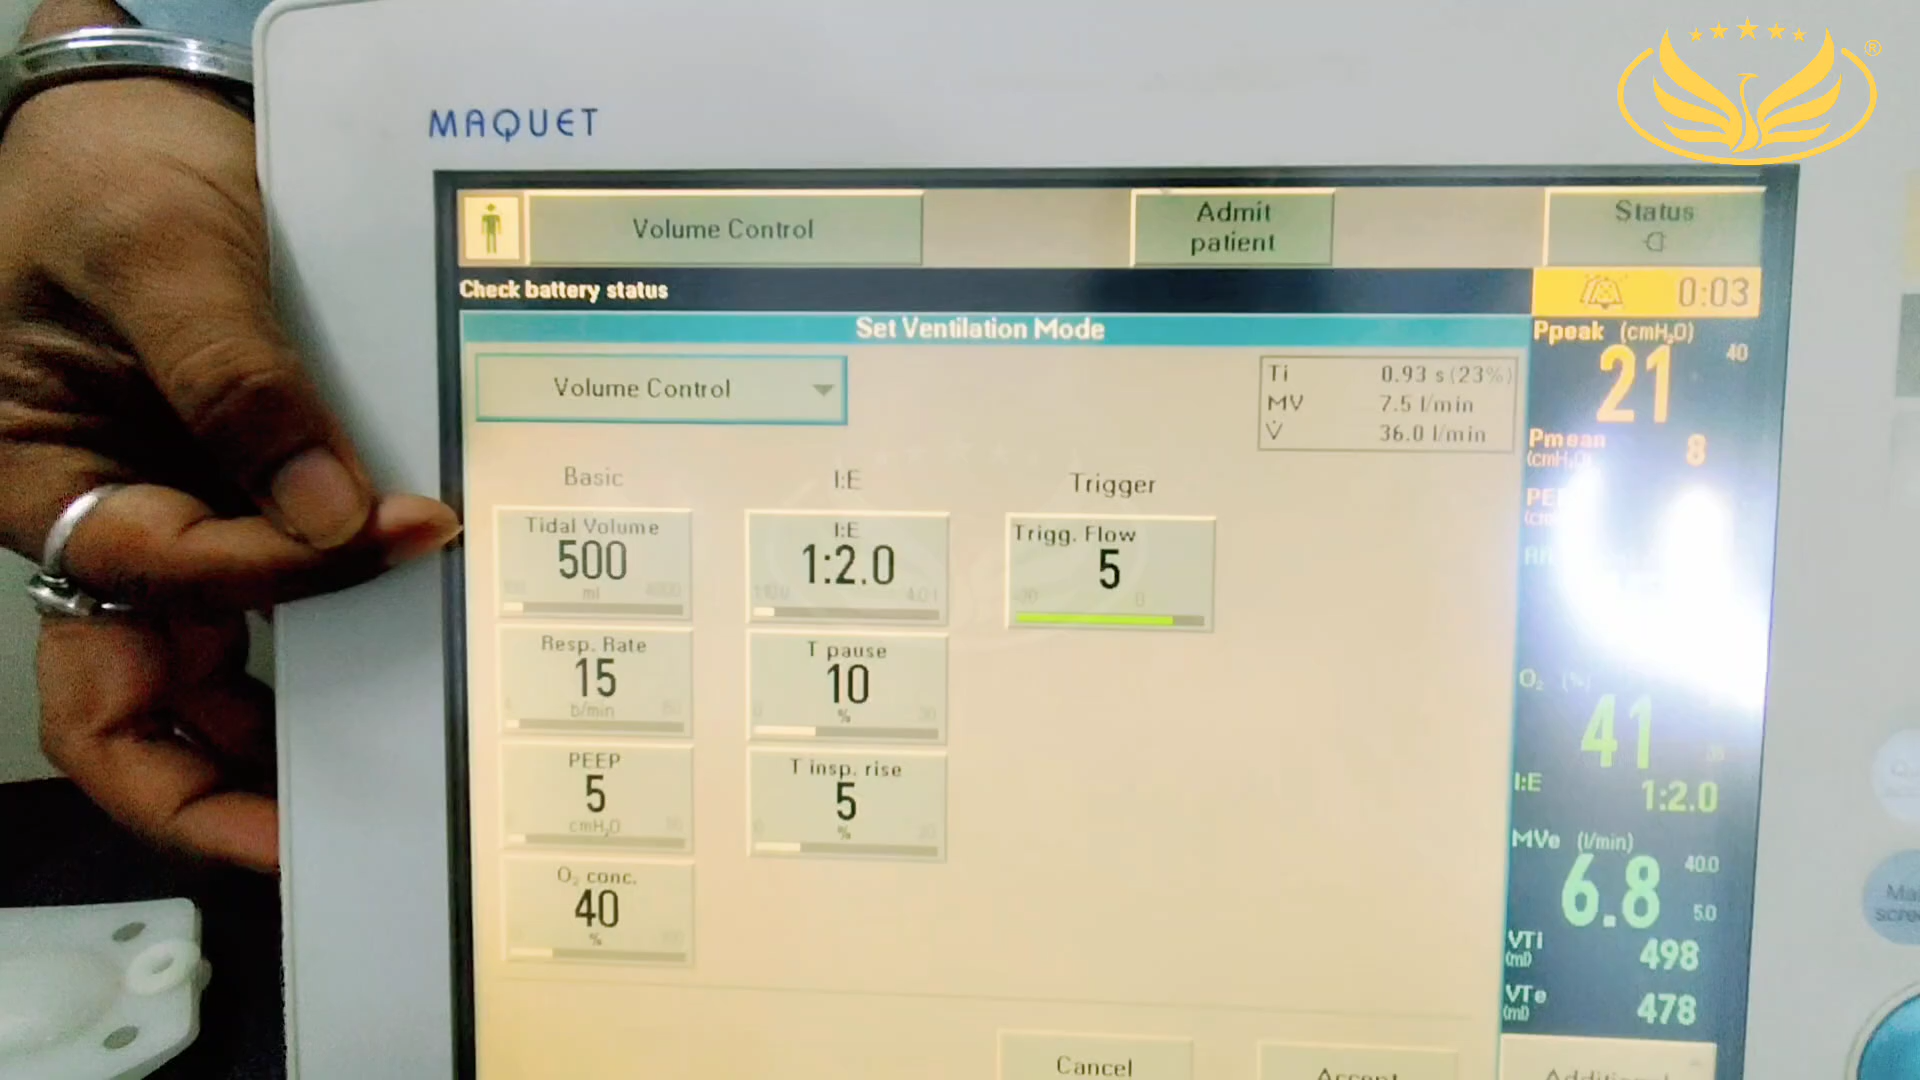 MAQUET
Volume Control
Admit
patient
Status
Check battery status
0:03
Set Ventilation Mode
Volume Control
Ti 0.93 s (23%)
MV 7.5 l/min
V̇ 36.0 l/min
Basic
I:E
Trigger
Tidal Volume
500
ml
I:E
1:2.0
Trigg. Flow
5
Resp. Rate
15
b/min
T pause
10
%
PEEP
5
cmH₂O
T insp. rise
5
%
O₂ conc.
40
%
Cancel
Accept
Ppeak (cmH₂O)
21 40
Pmean 8
(cmH₂O)
O₂ (%)
41
I:E
1:2.0
MVe (l/min)
6.8 40.0
5.0
VTi
(ml) 498
VTe
(ml) 478
Additional
®